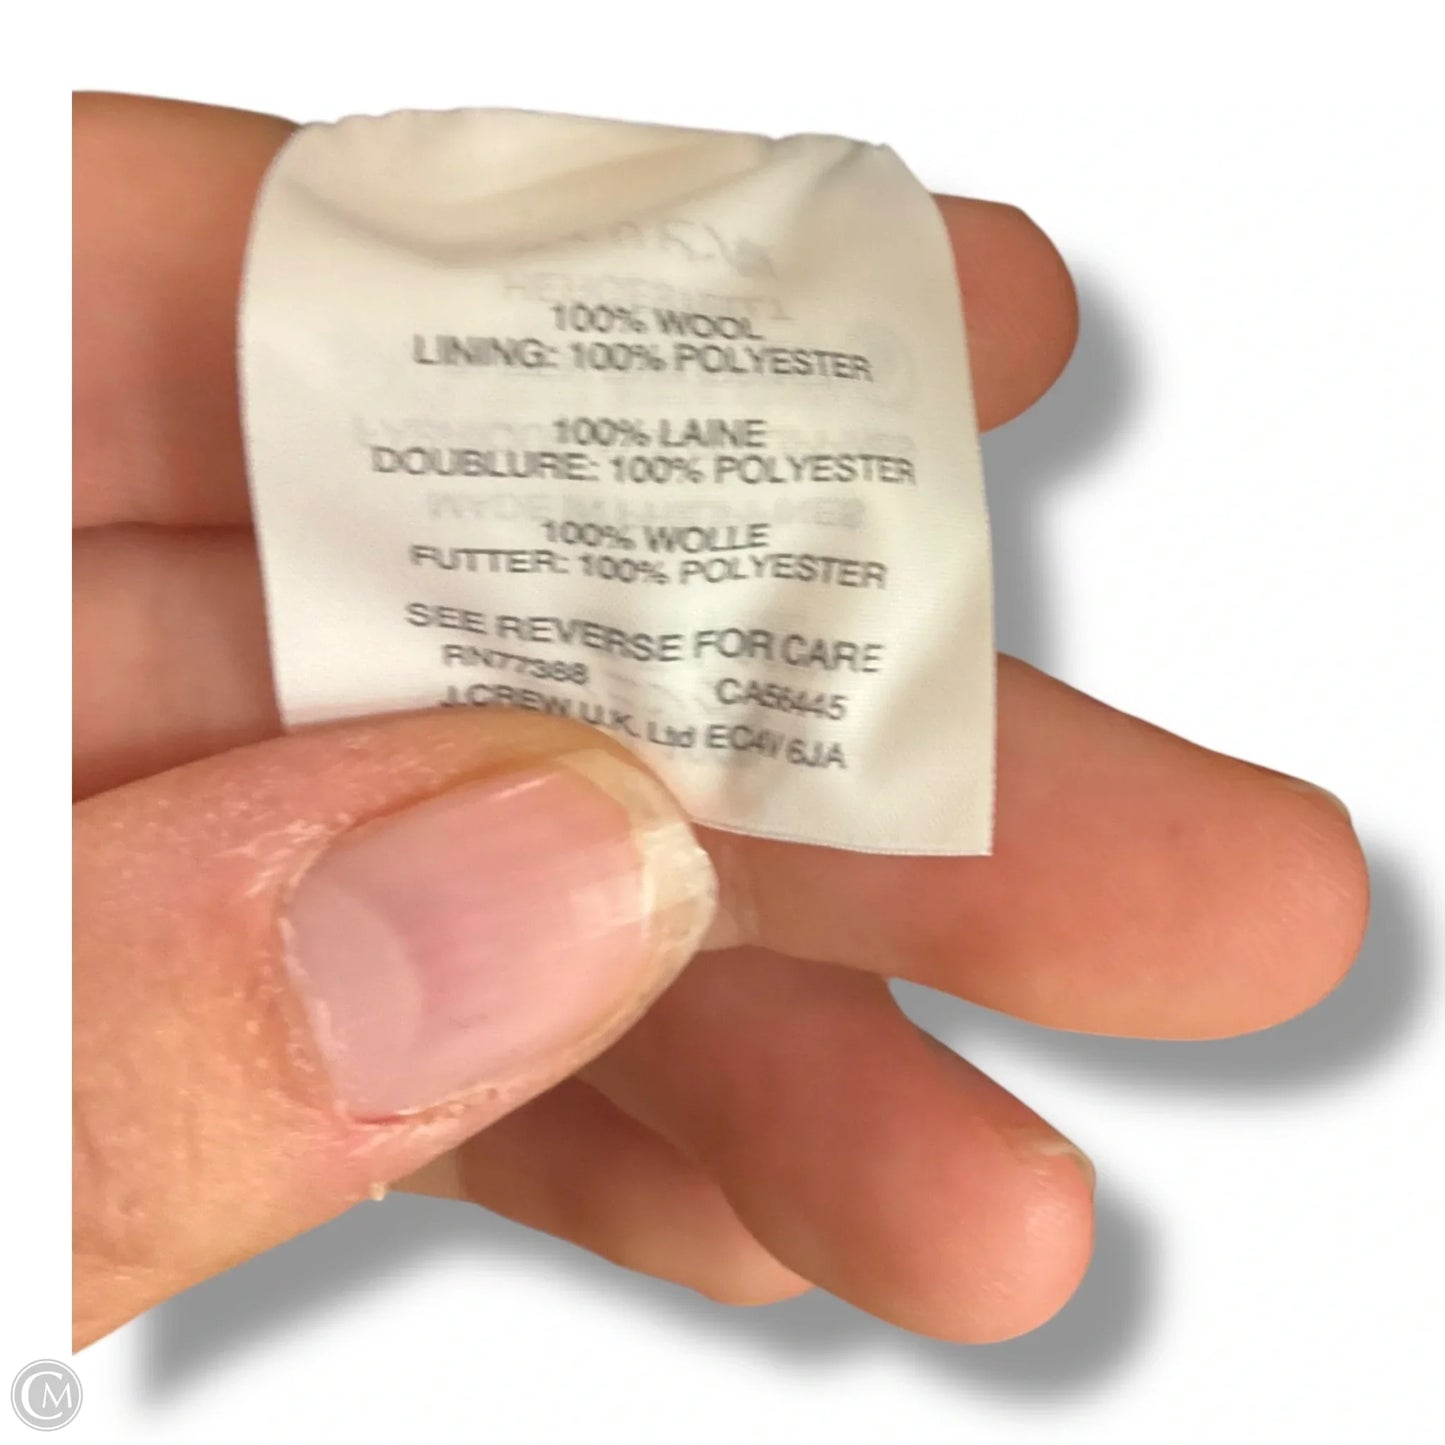 100% WOOL
LINING: 100% POLYESTER
100% LAINE
DOUBLURE: 100% POLYESTER
100% WOLLE
FUTTER: 100% POLYESTER
SEE REVERSE FOR CARE
RN77388 CA56445
J.CREW U.K. Ltd EC4V 6JA
CM